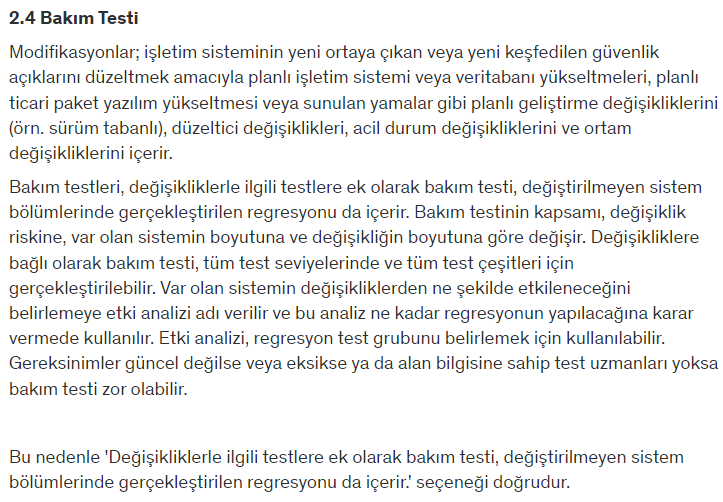 2.4 Bakım Testi
Modifikasyonlar; işletim sisteminin yeni ortaya çıkan veya yeni keşfedilen güvenlik
açıklarını düzeltmek amacıyla planlı işletim sistemi veya veritabanı yükseltmeleri, planlı
ticari paket yazılım yükseltmesi veya sunulan yamalar gibi planlı geliştirme değişikliklerini
(örn. sürüm tabanlı), düzeltici değişiklikleri, acil durum değişikliklerini ve ortam
değişikliklerini içerir.
Bakım testleri, değişikliklerle ilgili testlere ek olarak bakım testi, değiştirilmeyen sistem
bölümlerinde gerçekleştirilen regresyonu da içerir. Bakım testinin kapsamı, değişiklik
riskine, var olan sistemin boyutuna ve değişikliğin boyutuna göre değişir. Değişikliklere
bağlı olarak bakım testi, tüm test seviyelerinde ve tüm test çeşitleri için
gerçekleştirilebilir. Var olan sistemin değişikliklerden ne şekilde etkileneceğini
belirlemeye etki analizi adı verilir ve bu analiz ne kadar regresyonun yapılacağına karar
vermede kullanılır. Etki analizi, regresyon test grubunu belirlemek için kullanılabilir.
Gereksinimler güncel değilse veya eksikse ya da alan bilgisine sahip test uzmanları yoksa
bakım testi zor olabilir.
Bu nedenle 'Değişikliklerle ilgili testlere ek olarak bakım testi, değiştirilmeyen sistem
bölümlerinde gerçekleştirilen regresyonu da içerir.' seçeneği doğrudur.